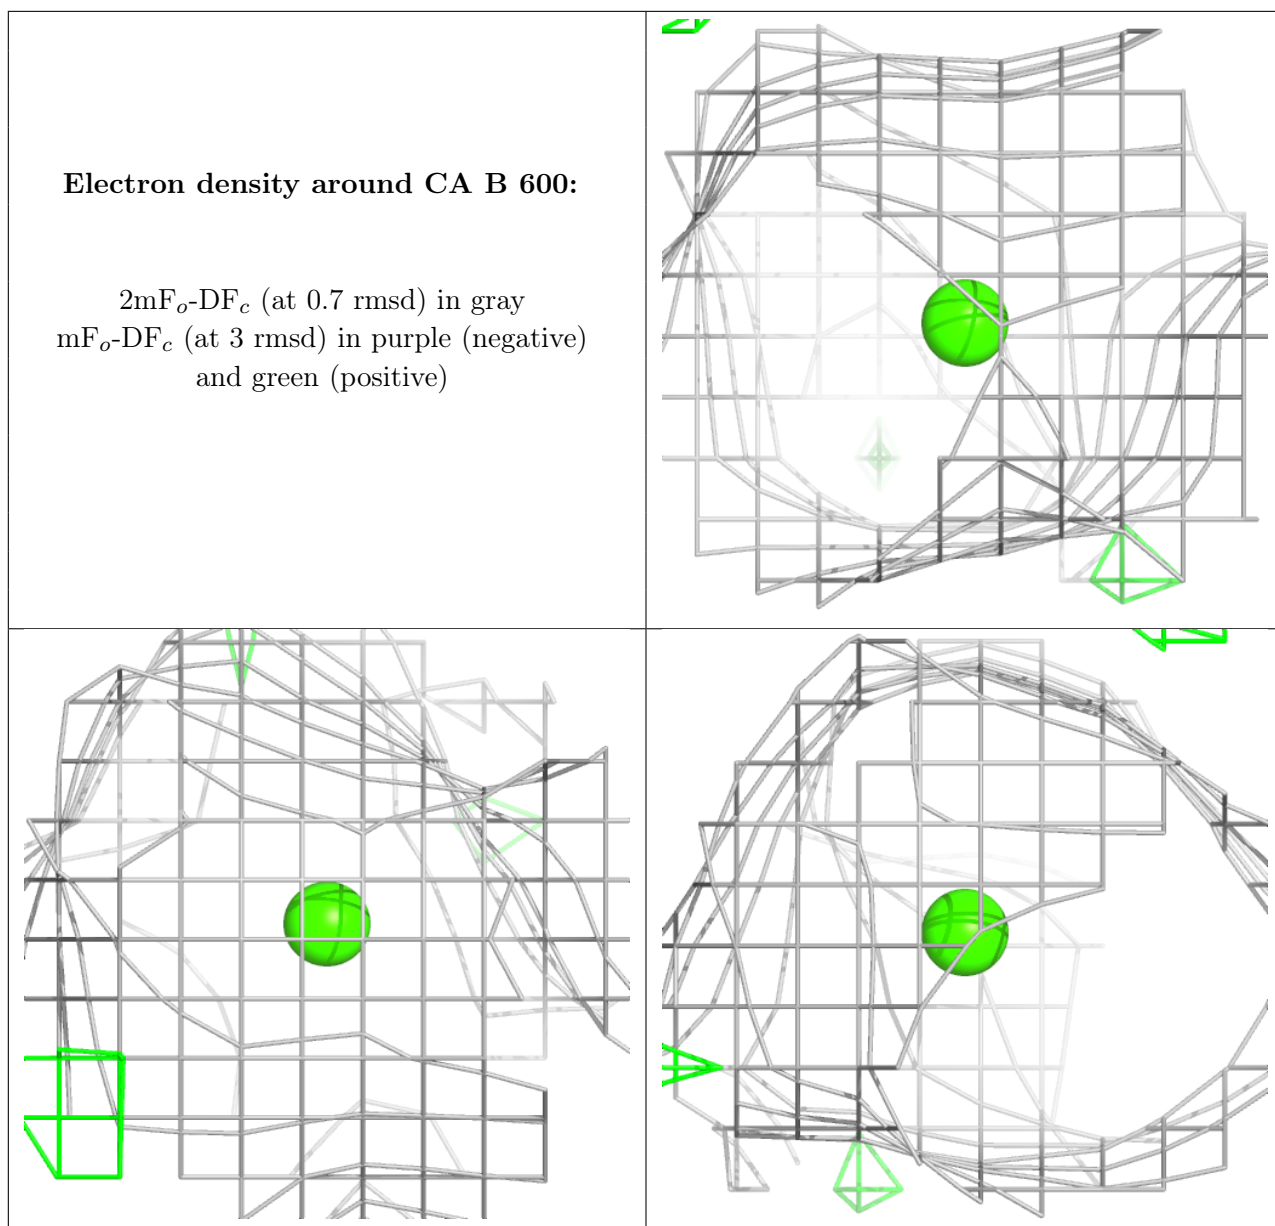 Electron density around CA B 600:
2mFo-DFc (at 0.7 rmsd) in gray
mFo-DFc (at 3 rmsd) in purple (negative)
and green (positive)